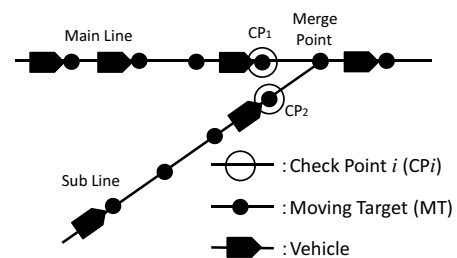 Main Line
CP1
Merge
Point
CP2
Sub Line
: Check Point i (CPi)
: Moving Target (MT)
: Vehicle